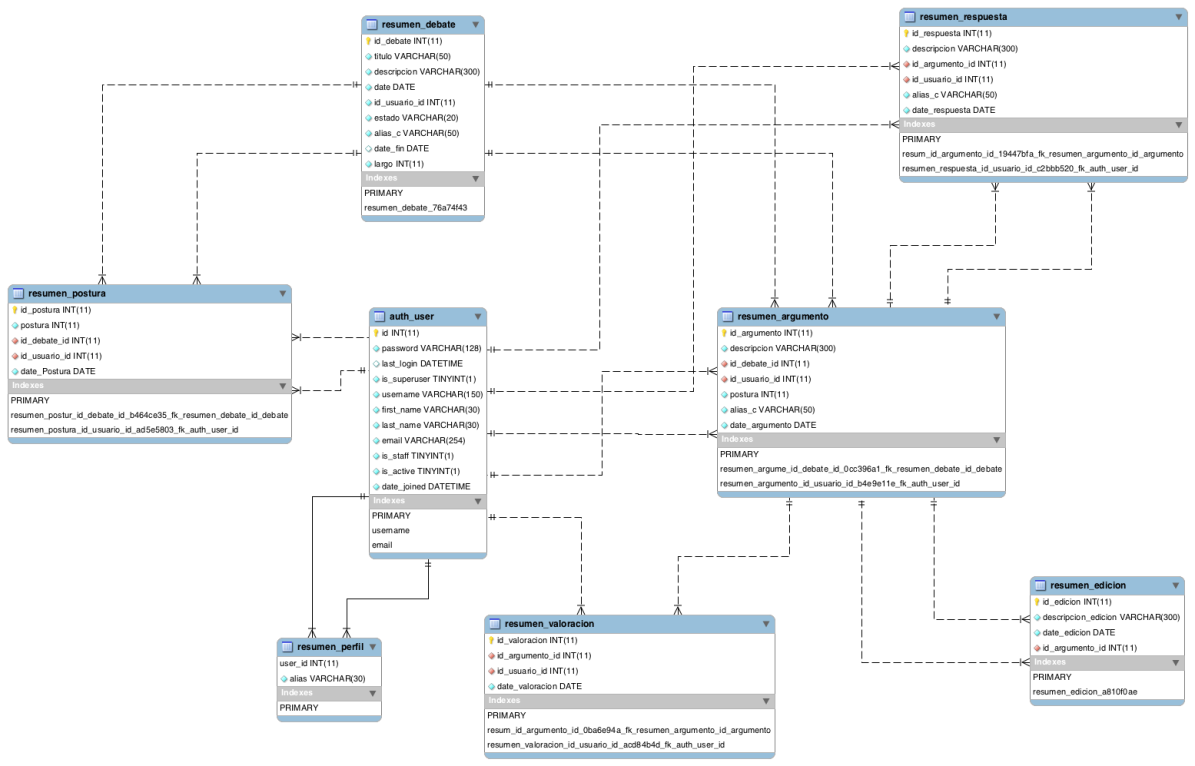 resumen_debate
id_debate INT(11)
titulo VARCHAR(50)
descripcion VARCHAR(300)
date DATE
id_usuario_id INT(11)
estado VARCHAR(20)
alias_c VARCHAR(50)
date_fin DATE
largo INT(11)
Indexes
PRIMARY
resumen_debate_76a74f43
resumen_respuesta
id_respuesta INT(11)
descripcion VARCHAR(300)
id_argumento_id INT(11)
id_usuario_id INT(11)
alias_c VARCHAR(50)
date_respuesta DATE
Indexes
PRIMARY
resum_id_argumento_id_19447bfa_fk_resumen_argumento_id_argumento
resumen_respuesta_id_usuario_id_c2bbb520_fk_auth_user_id
resumen_postura
id_postura INT(11)
postura INT(11)
id_debate_id INT(11)
id_usuario_id INT(11)
date_Postura DATE
Indexes
PRIMARY
resumen_postur_id_debate_id_b464ce35_fk_resumen_debate_id_debate
resumen_postura_id_usuario_id_ad5e5803_fk_auth_user_id
auth_user
id INT(11)
password VARCHAR(128)
last_login DATETIME
is_superuser TINYINT(1)
username VARCHAR(150)
first_name VARCHAR(30)
last_name VARCHAR(30)
email VARCHAR(254)
is_staff TINYINT(1)
is_active TINYINT(1)
date_joined DATETIME
Indexes
PRIMARY
username
email
resumen_argumento
id_argumento INT(11)
descripcion VARCHAR(300)
id_debate_id INT(11)
id_usuario_id INT(11)
postura INT(11)
alias_c VARCHAR(50)
date_argumento DATE
Indexes
PRIMARY
resumen_argume_id_debate_id_0cc396a1_fk_resumen_debate_id_debate
resumen_argumento_id_usuario_id_b4e9e11e_fk_auth_user_id
resumen_perfil
user_id INT(11)
alias VARCHAR(30)
Indexes
PRIMARY
resumen_valoracion
id_valoracion INT(11)
id_argumento_id INT(11)
id_usuario_id INT(11)
date_valoracion DATE
Indexes
PRIMARY
resum_id_argumento_id_0ba6e94a_fk_resumen_argumento_id_argumento
resumen_valoracion_id_usuario_id_acd84b4d_fk_auth_user_id
resumen_edicion
id_edicion INT(11)
descripcion_edicion VARCHAR(300)
date_edicion DATE
id_argumento_id INT(11)
Indexes
PRIMARY
resumen_edicion_a810f0ae